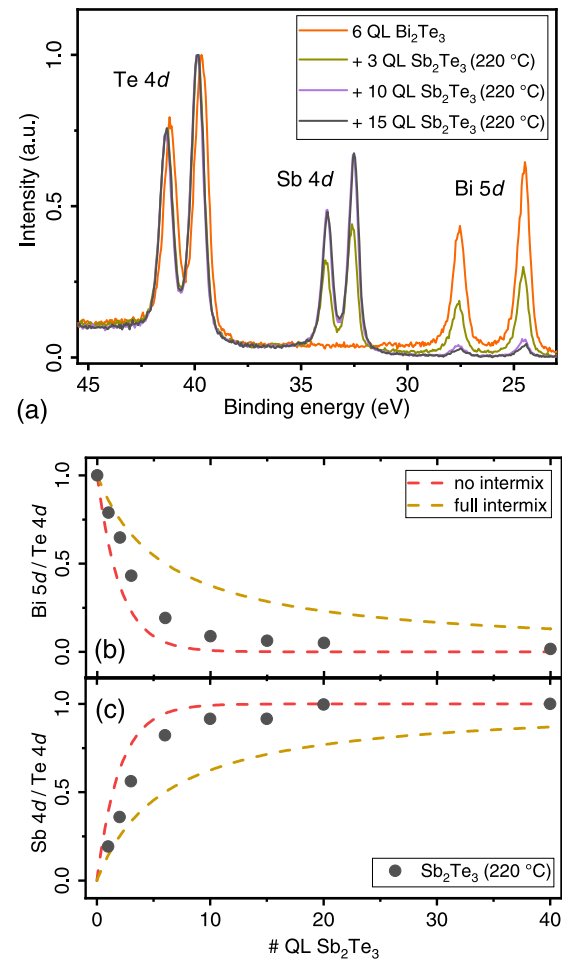 6 QL Bi₂Te₃
+ 3 QL Sb₂Te₃ (220 °C)
+ 10 QL Sb₂Te₃ (220 °C)
+ 15 QL Sb₂Te₃ (220 °C)
Te 4d
Sb 4d
Bi 5d
Intensity (a.u.)
1.0
0.5
0.0
45 40 35 30 25
Binding energy (eV)
(a)
no intermix
full intermix
Bi 5d / Te 4d
1.0
0.5
0.0
(b)
(c)
Sb 4d / Te 4d
1.0
0.5
0.0
Sb₂Te₃ (220 °C)
0 10 20 30 40
# QL Sb₂Te₃